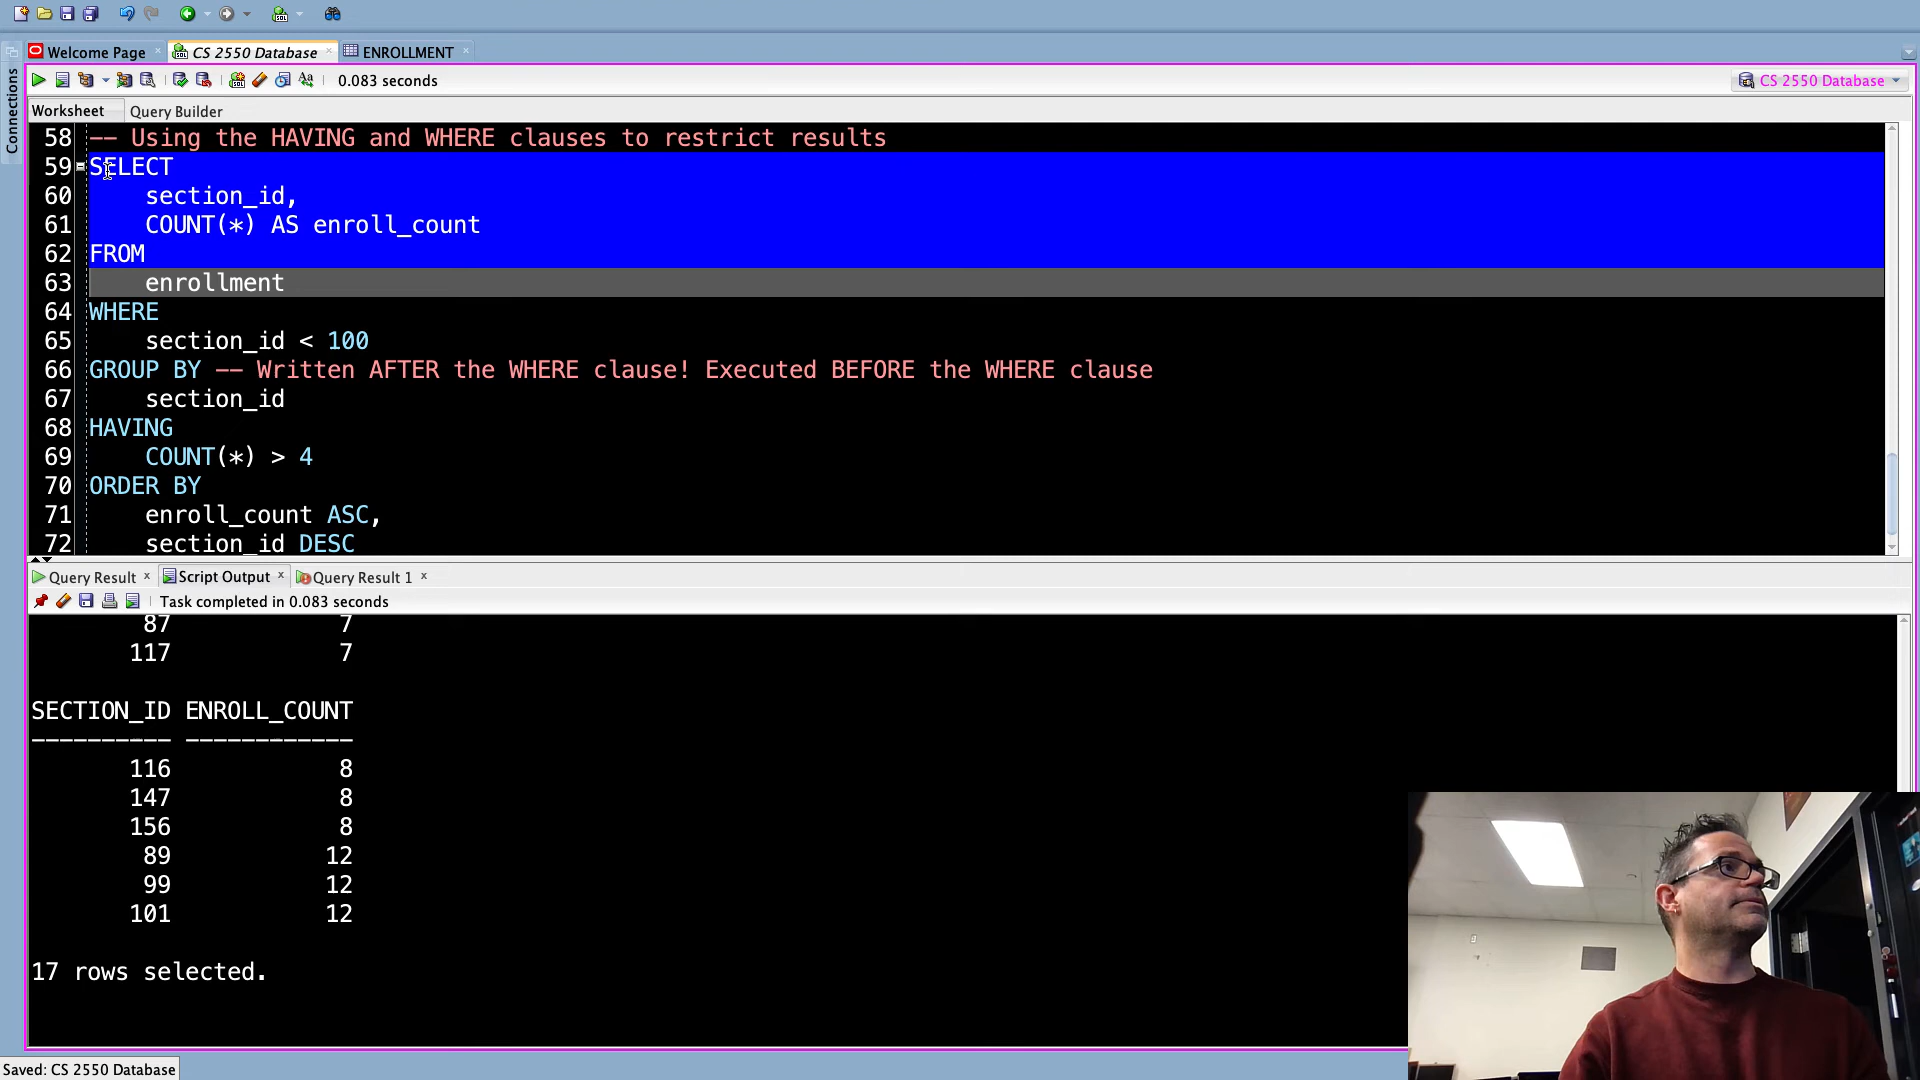 Welcome Page
CS 2550 Database
ENROLLMENT
Connections
0.083 seconds
CS 2550 Database
Worksheet
Query Builder
58 -- Using the HAVING and WHERE clauses to restrict results
59 SELECT
60 section_id,
61 COUNT(*) AS enroll_count
62 FROM
63 enrollment
64 WHERE
65 section_id < 100
66 GROUP BY -- Written AFTER the WHERE clause! Executed BEFORE the WHERE clause
67 section_id
68 HAVING
69 COUNT(*) > 4
70 ORDER BY
71 enroll_count ASC,
72 section_id DESC
Query Result
Script Output
Query Result 1
Task completed in 0.083 seconds
87 7
117 7
SECTION_ID ENROLL_COUNT
---------- ------------
116 8
147 8
156 8
89 12
99 12
101 12
17 rows selected.
Saved: CS 2550 Database